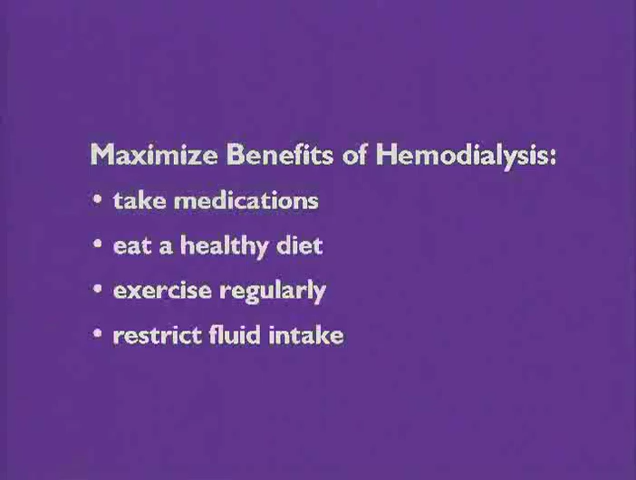 Maximize Benefits of Hemodialysis:
• take medications
• eat a healthy diet
• exercise regularly
• restrict fluid intake